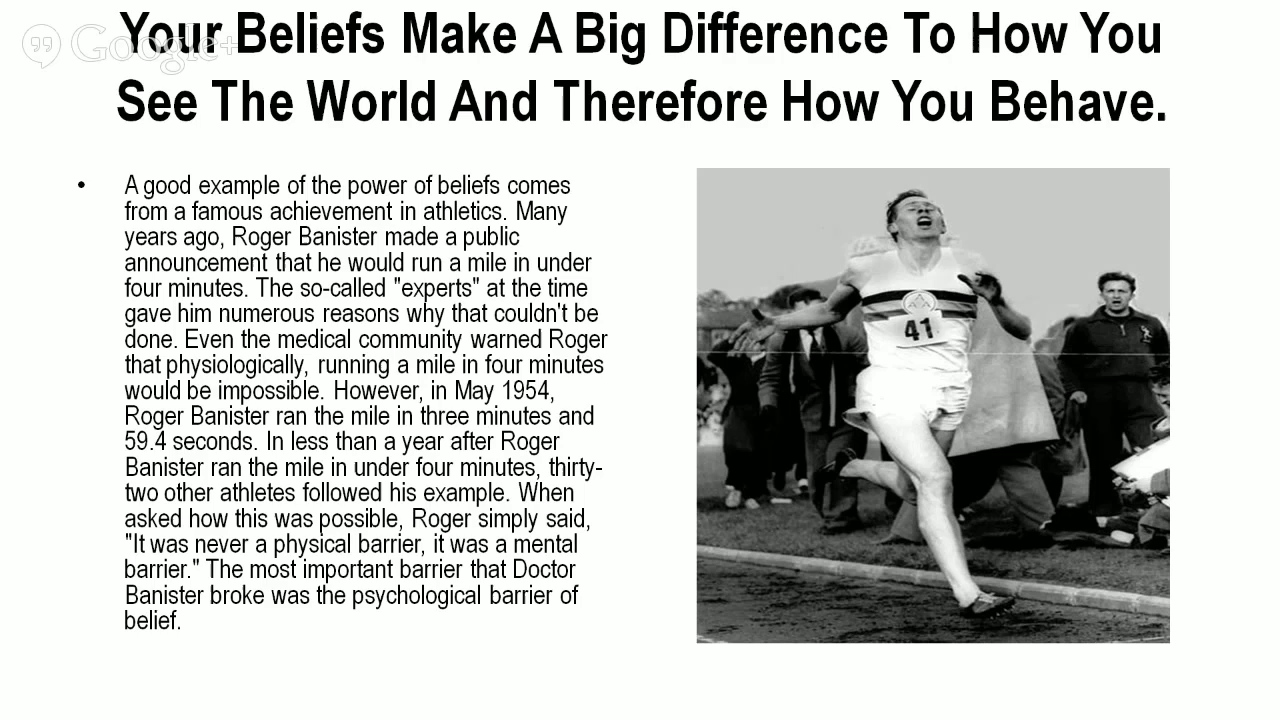 Google+
Your Beliefs Make A Big Difference To How You
See The World And Therefore How You Behave.
• A good example of the power of beliefs comes
from a famous achievement in athletics. Many
years ago, Roger Banister made a public
announcement that he would run a mile in under
four minutes. The so-called "experts" at the time
gave him numerous reasons why that couldn't be
done. Even the medical community warned Roger
that physiologically, running a mile in four minutes
would be impossible. However, in May 1954,
Roger Banister ran the mile in three minutes and
59.4 seconds. In less than a year after Roger
Banister ran the mile in under four minutes, thirty-
two other athletes followed his example. When
asked how this was possible, Roger simply said,
"It was never a physical barrier, it was a mental
barrier." The most important barrier that Doctor
Banister broke was the psychological barrier of
belief.
41